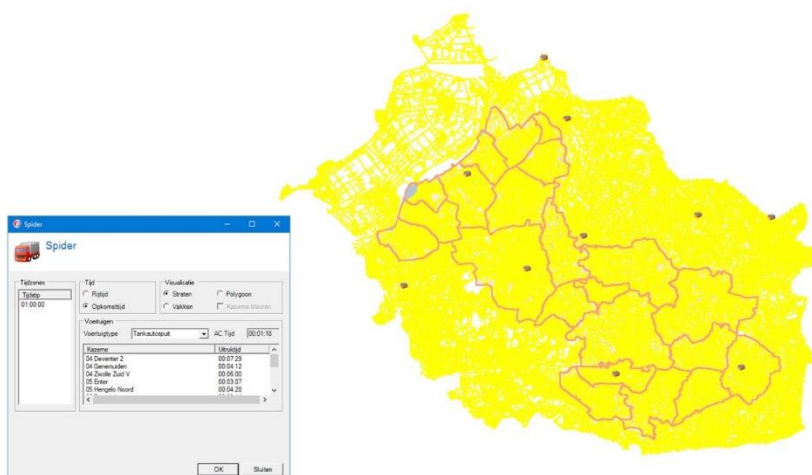 Spider
Spider
Tijdzones
Tijdstip
01:00:00
Tijd
Rijtijd
Opkomsttijd
Visualisatie
Straten
Polygoon
Vakken
Kazerne kleuren
Voertuigen
Voertuigtype
Tankautospuit
AC Tijd
00:01:18
Kazerne
Uitruktijd
04 Deventer 2
00:07:29
04 Genemuiden
00:04:12
04 Zwolle Zuid V
00:06:00
05 Enter
00:03:07
05 Hengelo Noord
00:04:28
OK
Sluiten